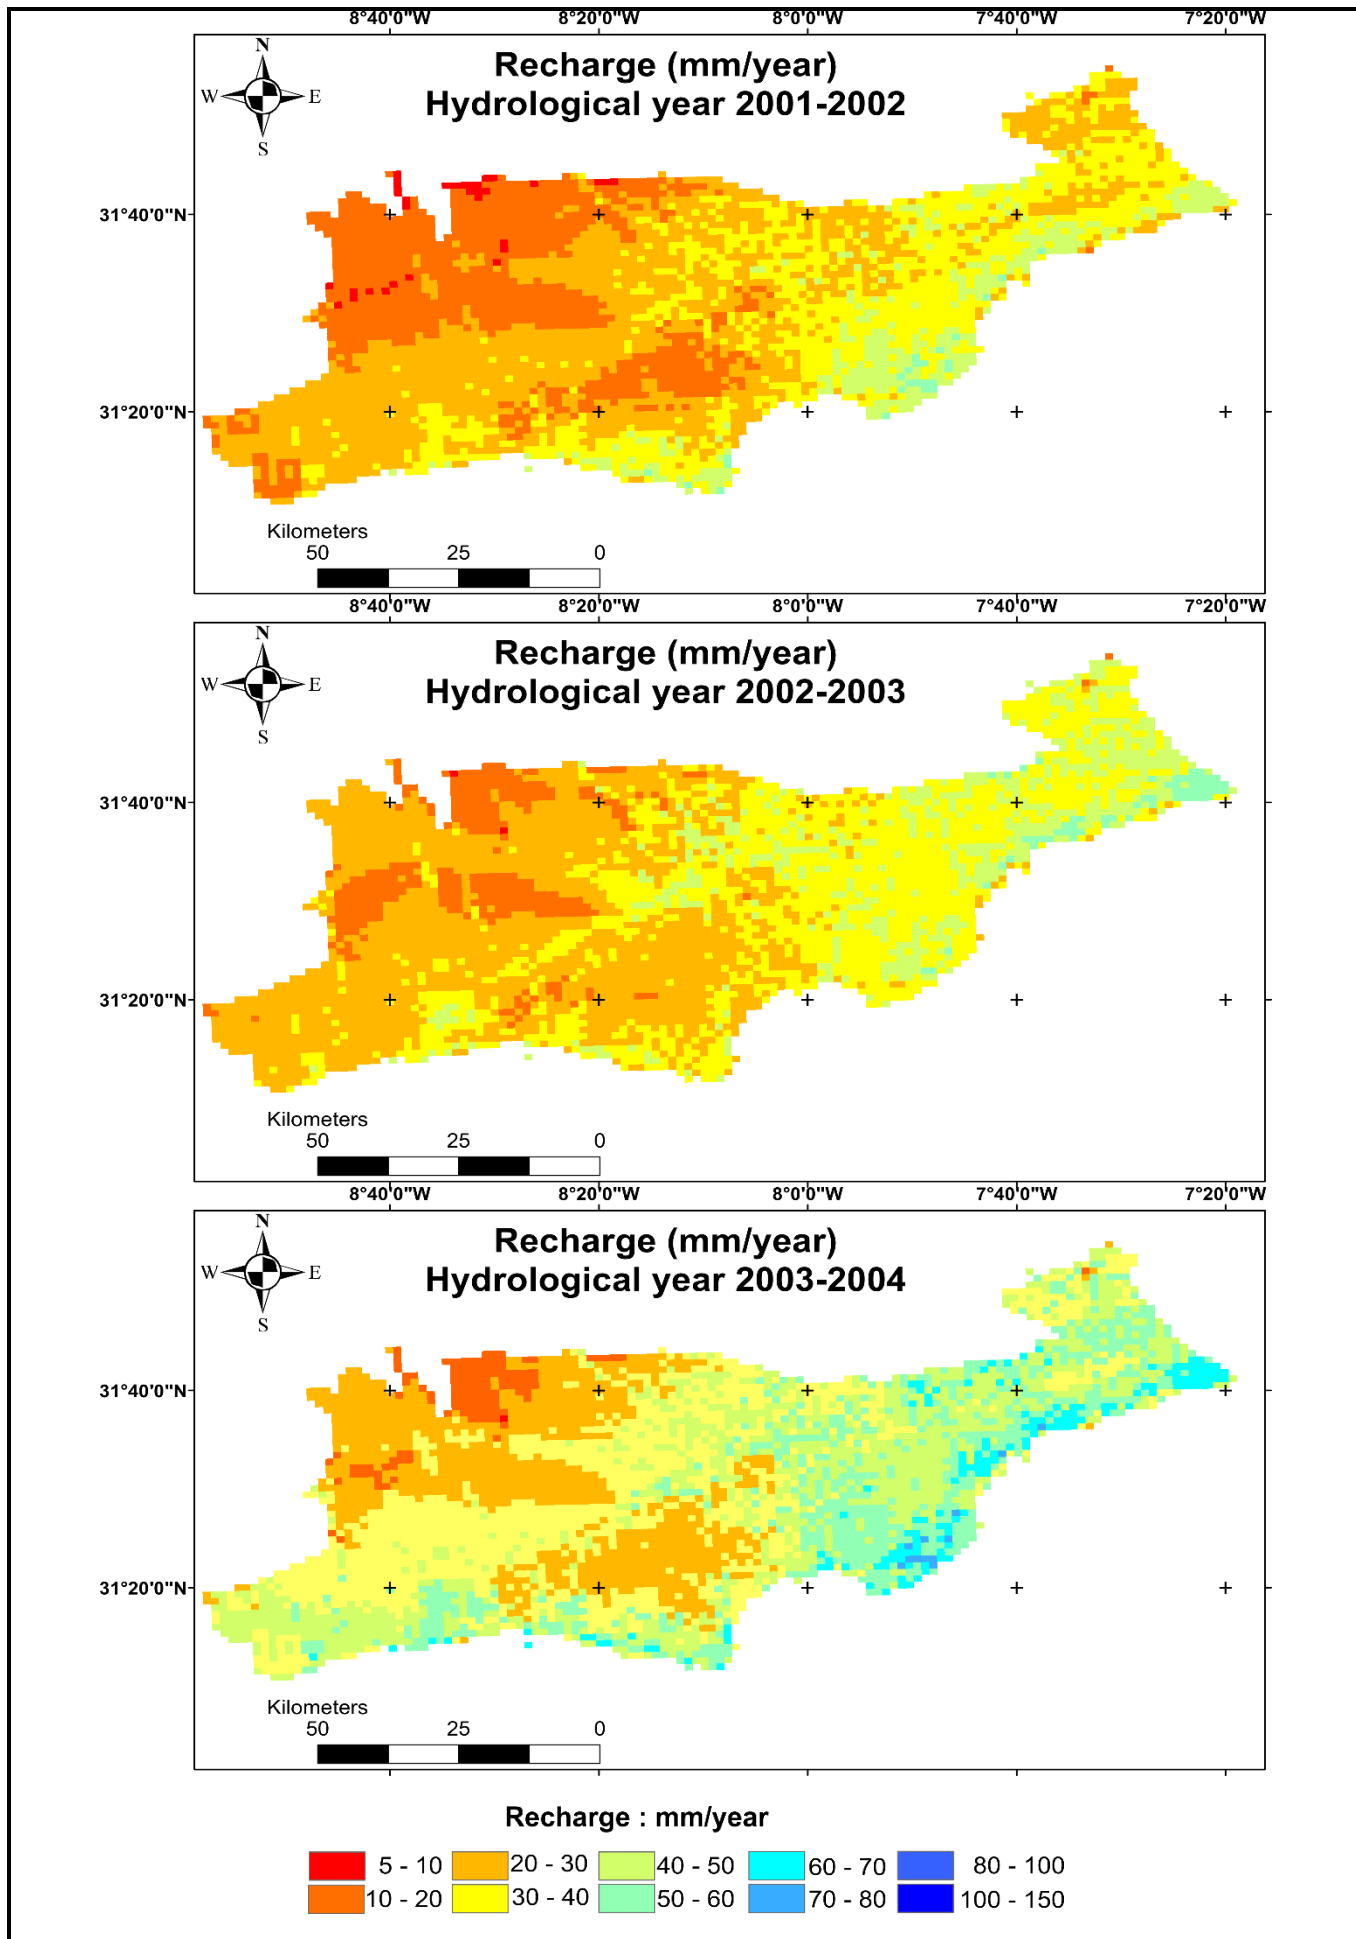 8°40'0"W 8°20'0"W 8°0'0"W 7°40'0"W 7°20'0"W
N
W E
S
Recharge (mm/year)
Hydrological year 2001-2002
31°40'0"N
31°20'0"N
Kilometers
50 25 0
8°40'0"W 8°20'0"W 8°0'0"W 7°40'0"W 7°20'0"W
N
W E
S
Recharge (mm/year)
Hydrological year 2002-2003
31°40'0"N
31°20'0"N
Kilometers
50 25 0
8°40'0"W 8°20'0"W 8°0'0"W 7°40'0"W 7°20'0"W
N
W E
S
Recharge (mm/year)
Hydrological year 2003-2004
31°40'0"N
31°20'0"N
Kilometers
50 25 0
Recharge : mm/year
5 - 10 20 - 30 40 - 50 60 - 70 80 - 100
10 - 20 30 - 40 50 - 60 70 - 80 100 - 150